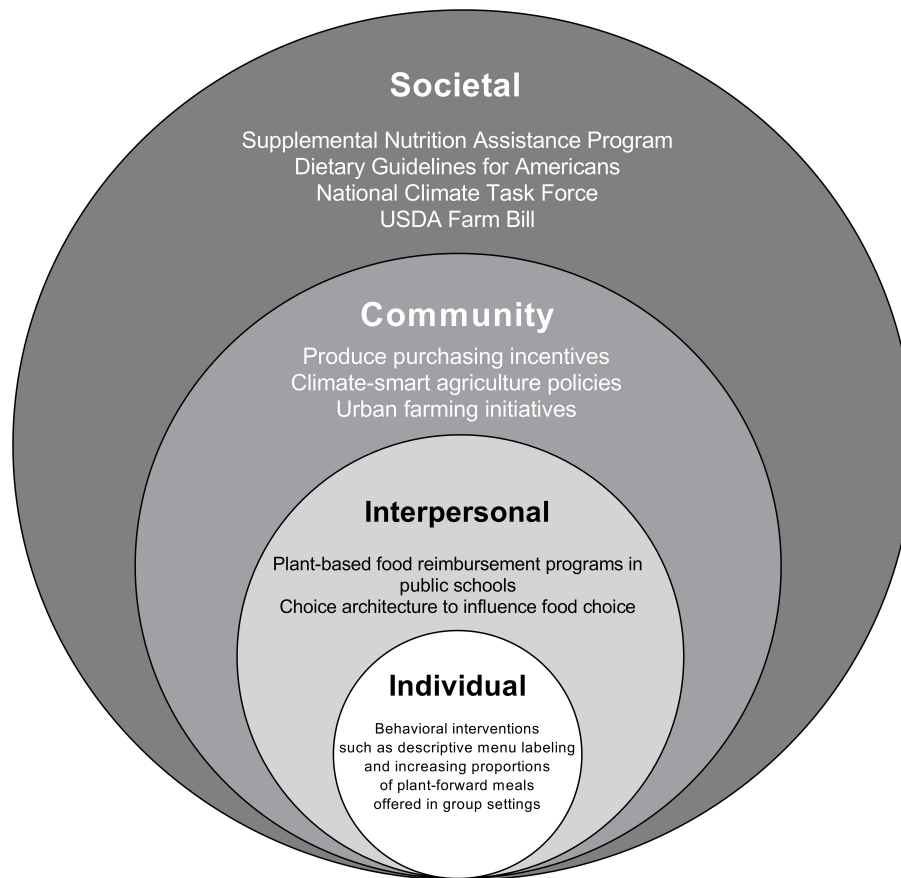 Societal
Supplemental Nutrition Assistance Program
Dietary Guidelines for Americans
National Climate Task Force
USDA Farm Bill
Community
Produce purchasing incentives
Climate-smart agriculture policies
Urban farming initiatives
Interpersonal
Plant-based food reimbursement programs in
public schools
Choice architecture to influence food choice
Individual
Behavioral interventions
such as descriptive menu labeling
and increasing proportions
of plant-forward meals
offered in group settings